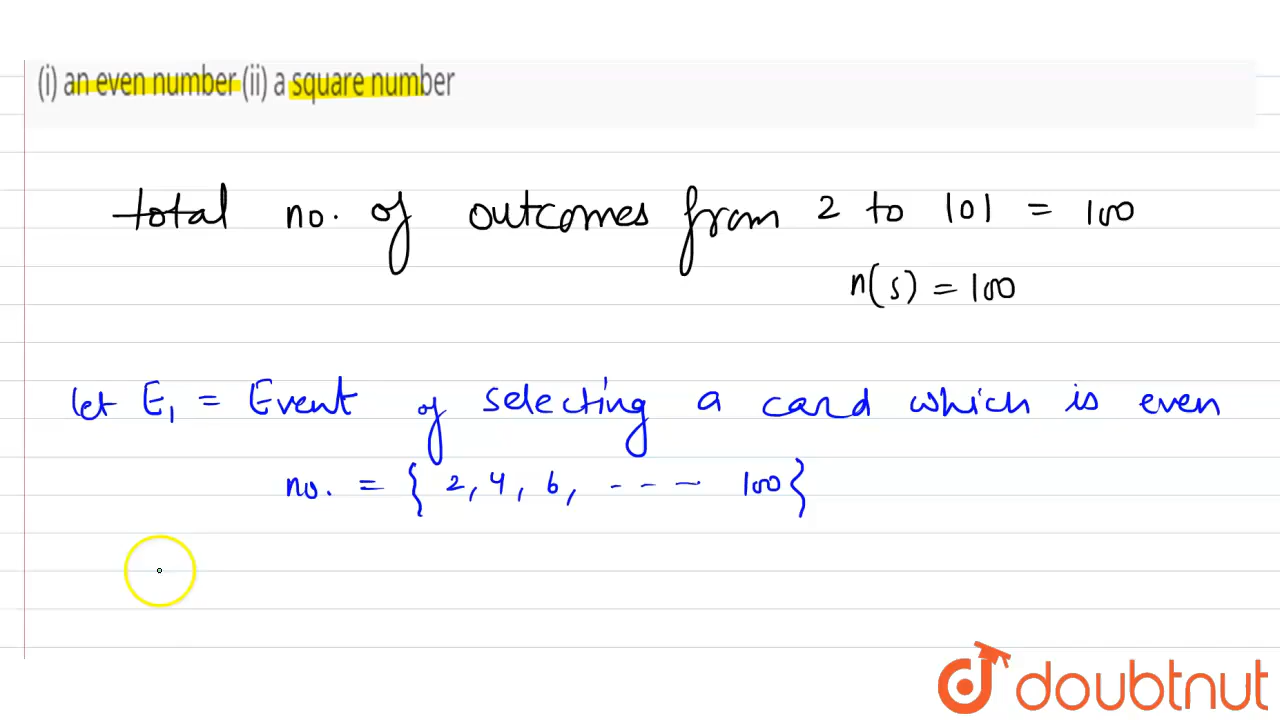 (i) an even number (ii) a square number
total no. of outcomes from 2 to 101 = 100
n(s) = 100
let E1 = Event of selecting a card which is even
no. = { 2, 4, 6, - - - 100}
doubtnut